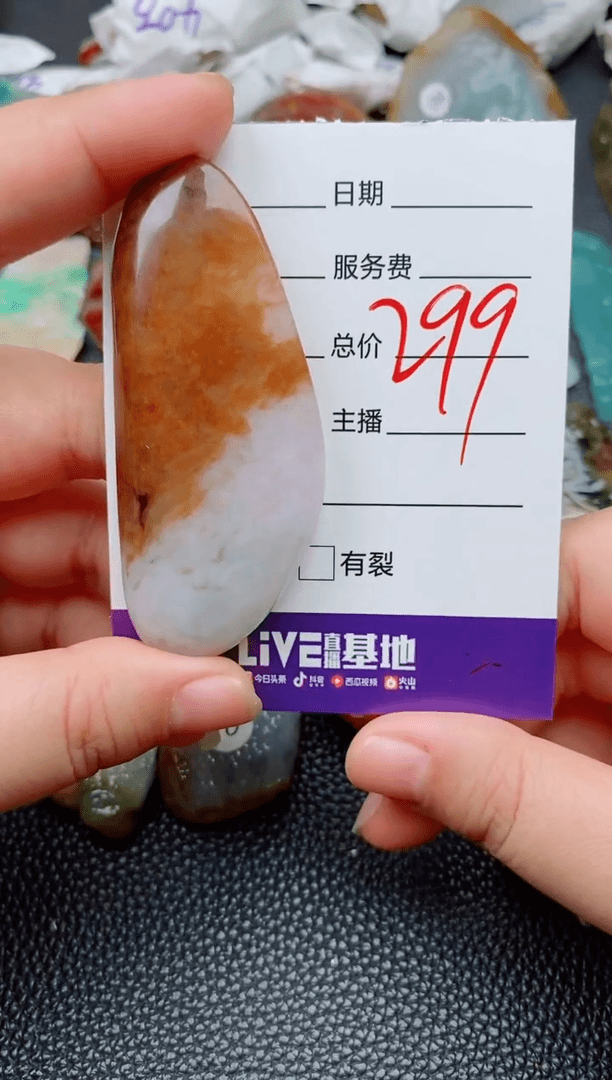 407
日期
服务费
总价 299
主播
有裂
LiVE直播基地
今日头条 抖音 西瓜视频 火山